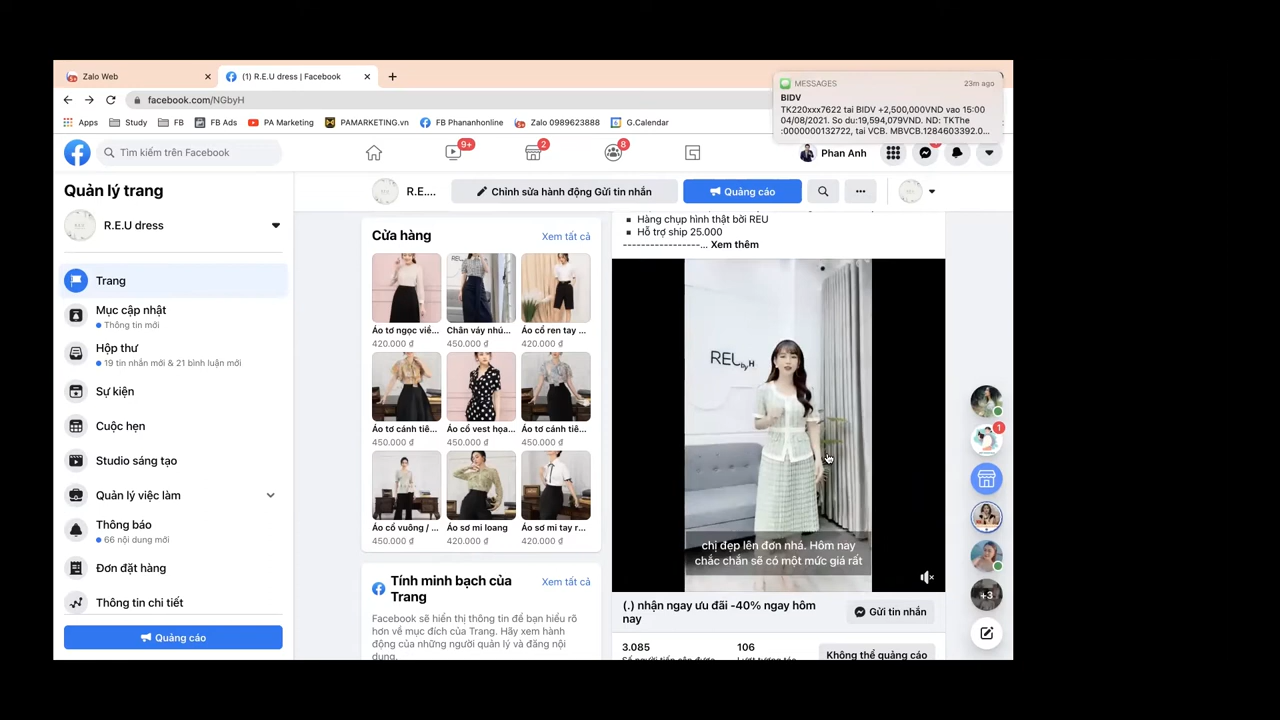 Zalo Web
(1) R.E.U dress | Facebook
facebook.com/NGbyH
Apps
Study
FB
FB Ads
PA Marketing
PAMARKETING.vn
FB Phananhonline
Zalo 0989623888
G.Calendar
MESSAGES
23m ago
BIDV
TK220xxx7622 tai BIDV +2,500,000VND vao 15:00
04/08/2021. So du:19,594,079VND. ND: TKThe
:0000000132722, tai VCB. MBVCB.1284603392.0...
Tìm kiếm trên Facebook
9+
2
8
Phan Anh
Quản lý trang
R.E.U dress
Trang
Mục cập nhật
Thông tin mới
Hộp thư
19 tin nhắn mới & 21 bình luận mới
Sự kiện
Cuộc hẹn
Studio sáng tạo
Quản lý việc làm
Thông báo
66 nội dung mới
Đơn đặt hàng
Thông tin chi tiết
Quảng cáo
R.E....
Chỉnh sửa hành động Gửi tin nhắn
Quảng cáo
Cửa hàng
Xem tất cả
Áo tơ ngọc viề...
Chân váy nhú...
Áo cổ ren tay ...
420.000 ₫
450.000 ₫
420.000 ₫
Áo tơ cánh tiê...
Áo cổ vest họa...
Áo tơ cánh tiê...
450.000 ₫
450.000 ₫
450.000 ₫
Áo cổ vuông / ...
Áo sơ mi loang
Áo sơ mi tay r...
450.000 ₫
420.000 ₫
420.000 ₫
Tính minh bạch của
Trang
Xem tất cả
Facebook sẽ hiển thị thông tin để bạn hiểu rõ
hơn về mục đích của Trang. Hãy xem hành
động của những người quản lý và đăng nội
dung.
Hàng chụp hình thật bởi REU
Hỗ trợ ship 25.000
-----------------... Xem thêm
REU by H
chị đẹp lên đơn nhá. Hôm nay
chắc chắn sẽ có một mức giá rất
(.) nhận ngay ưu đãi -40% ngay hôm
nay
Gửi tin nhắn
3.085
106
Không thể quảng cáo
1
+3